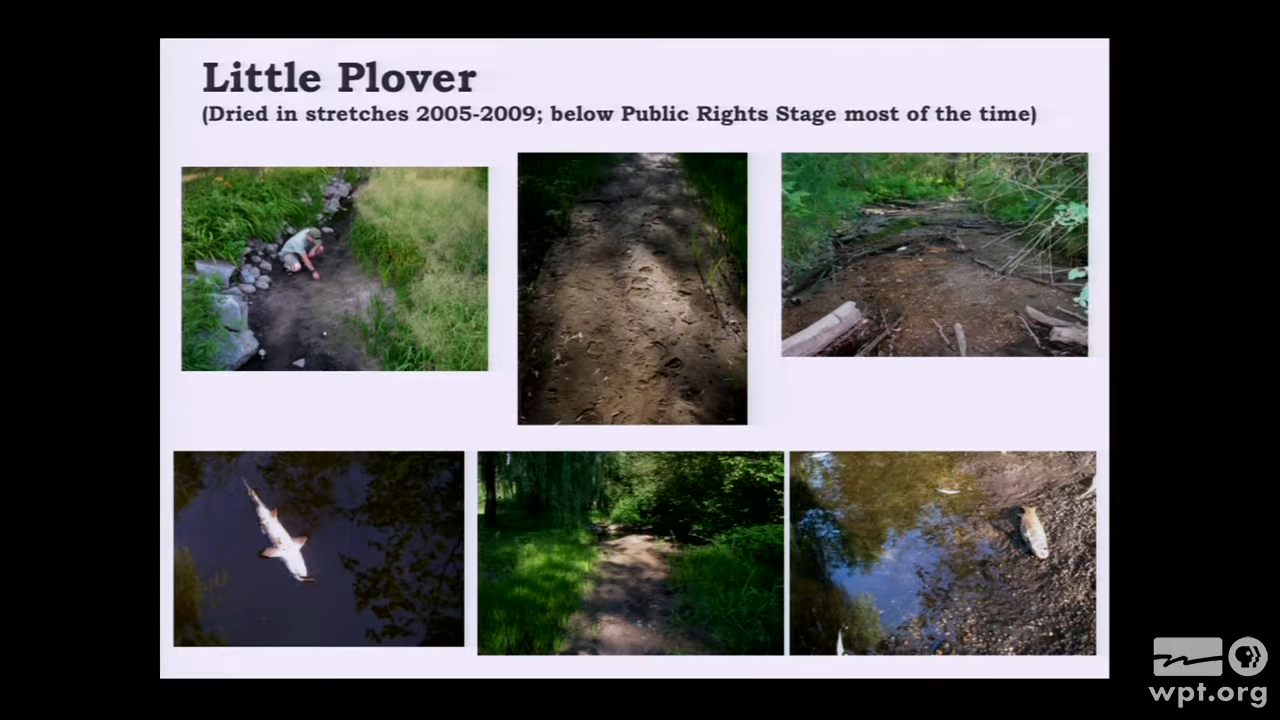 Little Plover
(Dried in stretches 2005-2009; below Public Rights Stage most of the time)
wpt.org